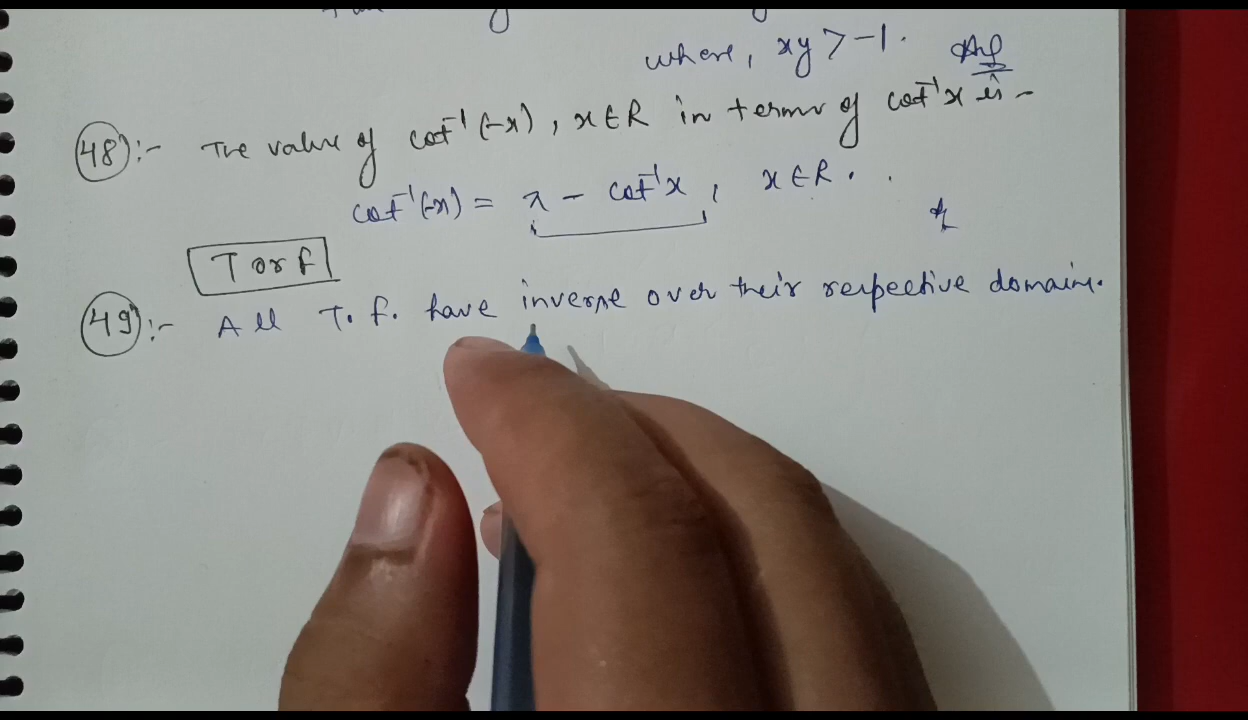 where, xy > -1. Ans
(48):- The value of cot⁻¹(-x), x∈R in terms of cot⁻¹x is -
cot⁻¹(-x) = π - cot⁻¹x, x∈R.
T or F
(49):- All T. f. have inverse over their respective domains.